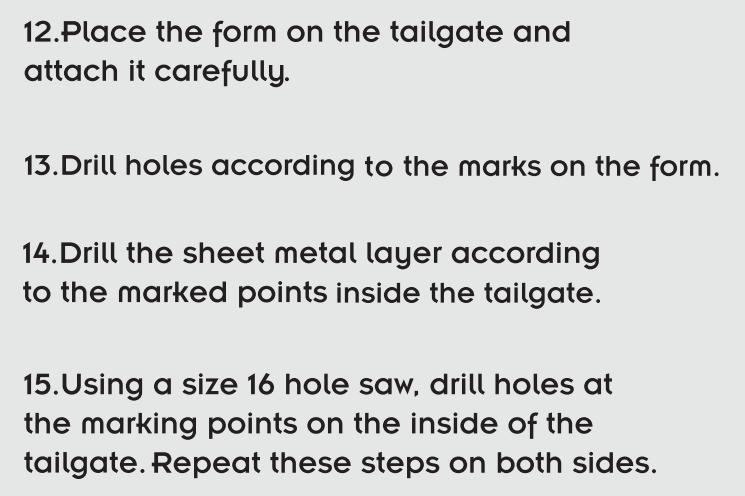 12.Place the form on the tailgate and
attach it carefully.
13.Drill holes according to the marks on the form.
14.Drill the sheet metal layer according
to the marked points inside the tailgate.
15.Using a size 16 hole saw, drill holes at
the marking points on the inside of the
tailgate. Repeat these steps on both sides.